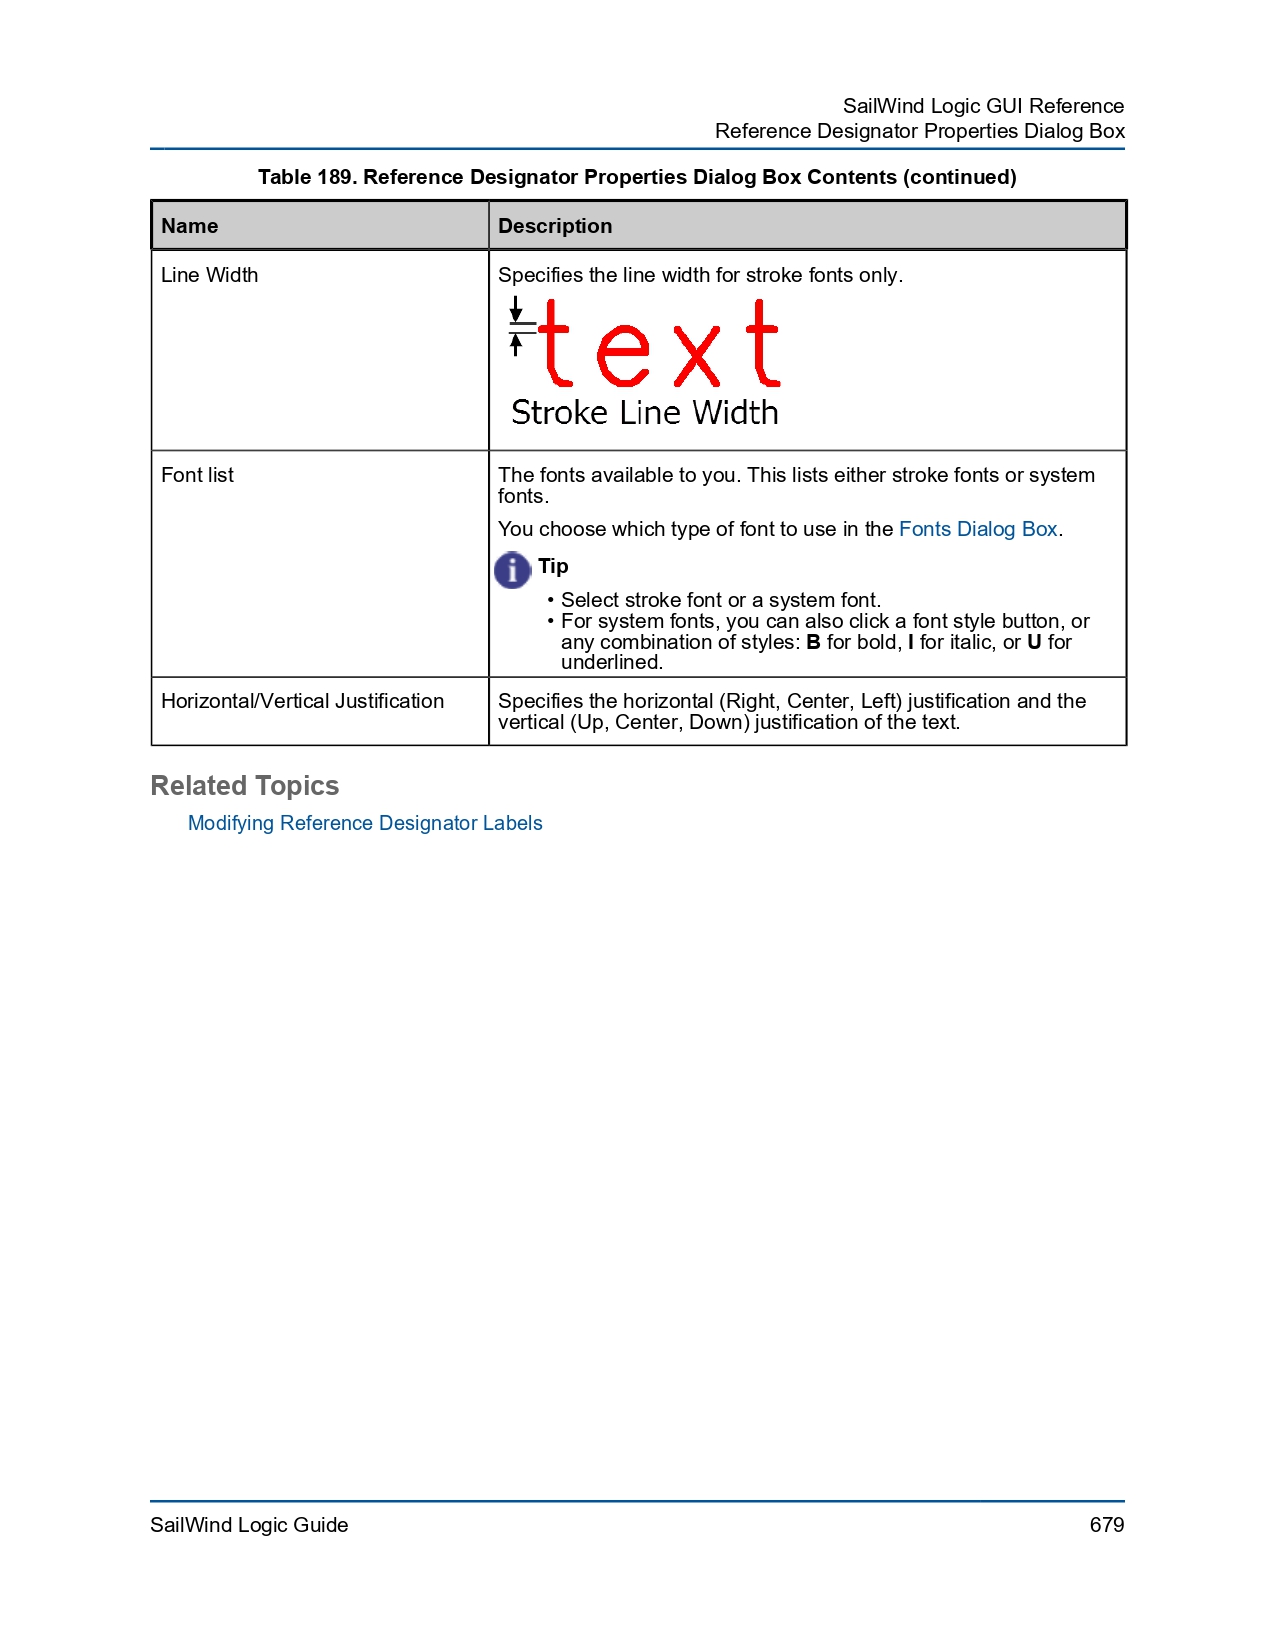 SailWind Logic GUI Reference
Reference Designator Properties Dialog Box
Table 189. Reference Designator Properties Dialog Box Contents (continued)
Name
Description
Line Width
Specifies the line width for stroke fonts only.
text
Stroke Line Width
Font list
The fonts available to you. This lists either stroke fonts or system
fonts.
You choose which type of font to use in the Fonts Dialog Box.
i
Tip
• Select stroke font or a system font.
• For system fonts, you can also click a font style button, or
any combination of styles: B for bold, I for italic, or U for
underlined.
Horizontal/Vertical Justification
Specifies the horizontal (Right, Center, Left) justification and the
vertical (Up, Center, Down) justification of the text.
Related Topics
Modifying Reference Designator Labels
SailWind Logic Guide
679